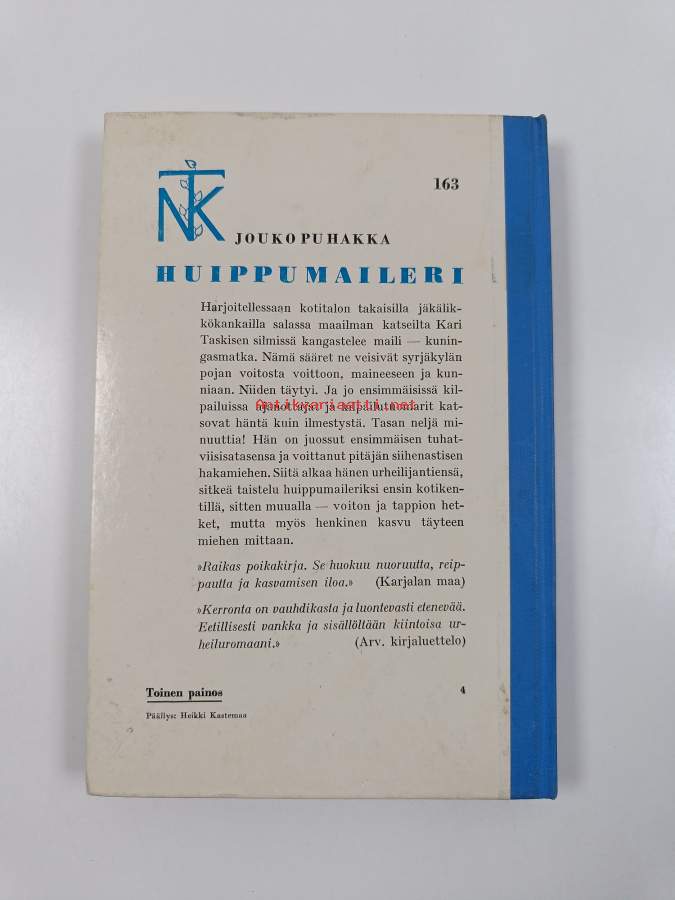 NTK
163
JOUKO PUHAKKA
HUIPPUMAILERI
Harjoitellessaan kotitalon takaisilla jäkälik-
kökankailla salassa maailman katseilta Kari
Taskisen silmissä kangastelee maili — kunin-
gasmatka. Nämä sääret ne veisivät syrjäkylän
pojan voitosta voittoon, maineeseen ja kun-
niaan. Niiden täytyi. Ja jo ensimmäisissä kil-
pailuissa ajanottajat ja kilpailutuomarit kat-
Antikvariaatti.net
sovat häntä kuin ilmestystä. Tasan neljä mi-
nuuttia! Hän on juossut ensimmäisen tuhat-
viisisatasensa ja voittanut pitäjän siihenastisen
hakamiehen. Siitä alkaa hänen urheilijantiensä,
sitkeä taistelu huippumaileriksi ensin kotiken-
tillä, sitten muualla — voiton ja tappion het-
ket, mutta myös henkinen kasvu täyteen
miehen mittaan.
»Raikas poikakirja. Se huokuu nuoruutta, reip-
pautta ja kasvamisen iloa.» (Karjalan maa)
»Kerronta on vauhdikasta ja luontevasti etenevää.
Eetillisesti vankka ja sisällöltään kiintoisa ur-
heiluromaani.» (Arv. kirjaluettelo)
Toinen painos
4
Päällys: Heikki Kastemaa